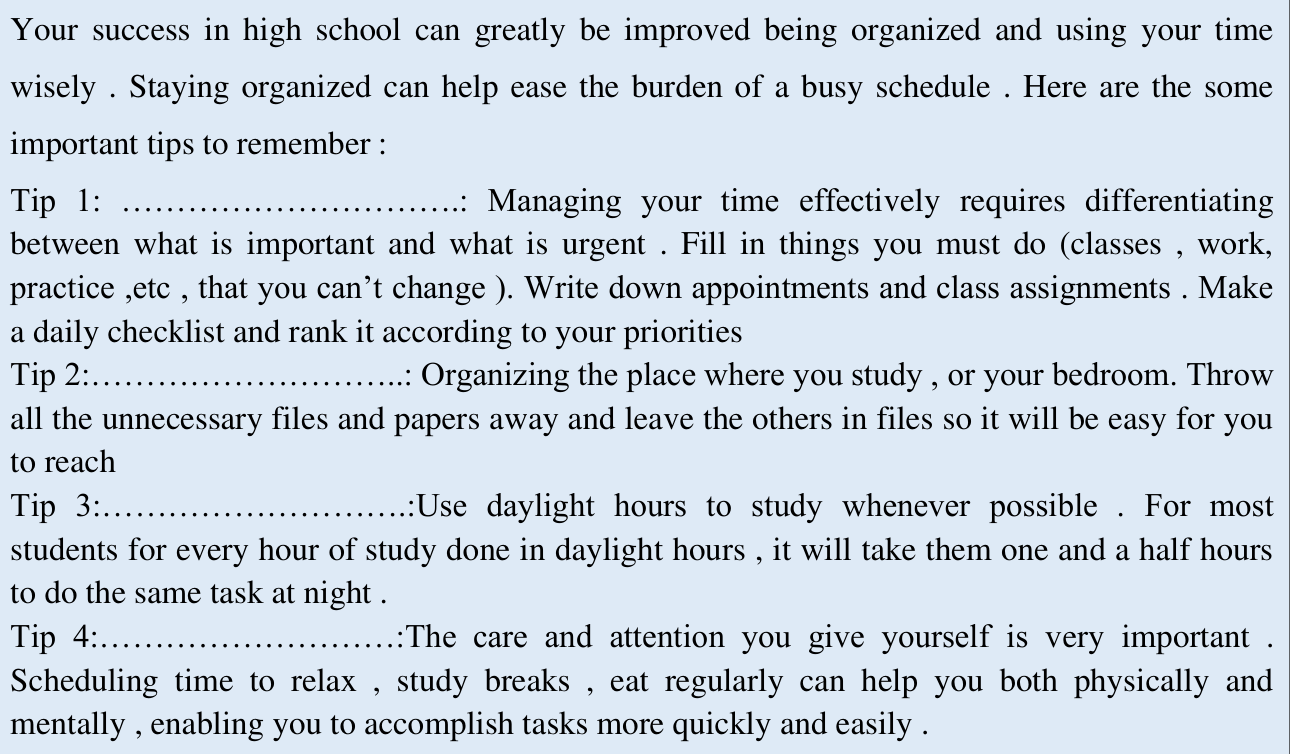 Your success in high school can greatly be improved being organized and using your time
wisely . Staying organized can help ease the burden of a busy schedule . Here are the some
important tips to remember :
Tip 1: …………………………….: Managing your time effectively requires differentiating
between what is important and what is urgent . Fill in things you must do (classes , work,
practice ,etc , that you can’t change ). Write down appointments and class assignments . Make
a daily checklist and rank it according to your priorities
Tip 2:…………………………..: Organizing the place where you study , or your bedroom. Throw
all the unnecessary files and papers away and leave the others in files so it will be easy for you
to reach
Tip 3:………………………….:Use daylight hours to study whenever possible . For most
students for every hour of study done in daylight hours , it will take them one and a half hours
to do the same task at night .
Tip 4:…………………………:The care and attention you give yourself is very important .
Scheduling time to relax , study breaks , eat regularly can help you both physically and
mentally , enabling you to accomplish tasks more quickly and easily .